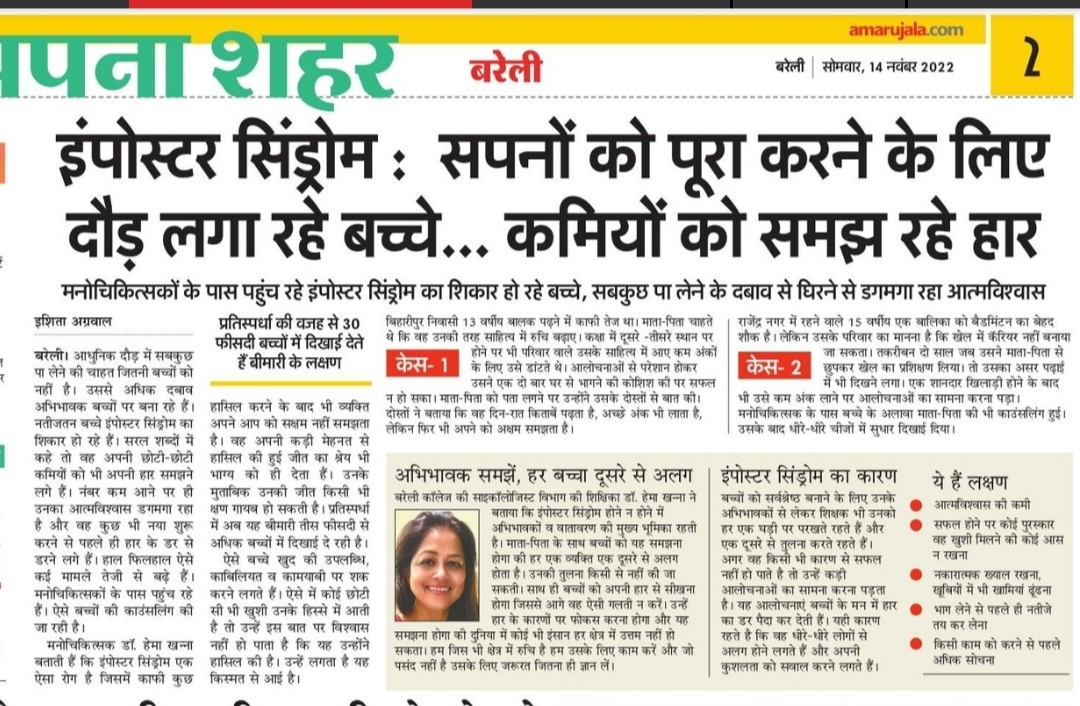 amarujala.com
पना शहर
बरेली
बरेली | सोमवार, 14 नवंबर 2022
2
इंपोस्टर सिंड्रोम : सपनों को पूरा करने के लिए
दौड़ लगा रहे बच्चे... कमियों को समझ रहे हार
मनोचिकित्सकों के पास पहुंच रहे इंपोस्टर सिंड्रोम का शिकार हो रहे बच्चे, सबकुछ पा लेने के दबाव से घिरने से डगमगा रहा आत्मविश्वास
इशिता अग्रवाल
बरेली। आधुनिक दौड़ में सबकुछ
पा लेने की चाहत जितनी बच्चों को
नहीं है। उससे अधिक दबाव
अभिभावक बच्चों पर बना रहे हैं।
नतीजतन बच्चे इंपोस्टर सिंड्रोम का
शिकार हो रहे हैं। सरल शब्दों में
कहे तो वह अपनी छोटी-छोटी
कमियों को भी अपनी हार समझने
लगे हैं। नंबर कम आने पर ही
उनका आत्मविश्वास डगमगा रहा
है और वह कुछ भी नया शुरू
करने से पहले ही हार के डर से
डरने लगे हैं। हाल फिलहाल ऐसे
कई मामले तेजी से बढ़े हैं।
मनोचिकित्सकों के पास पहुंच रहे
हैं। ऐसे बच्चों की काउंसलिंग की
जा रही है।
मनोचिकित्सक डॉ. हेमा खन्ना
बताती हैं कि इंपोस्टर सिंड्रोम एक
ऐसा रोग है जिसमें काफी कुछ
प्रतिस्पर्धा की वजह से 30
फीसदी बच्चों में दिखाई देते
हैं बीमारी के लक्षण
हासिल करने के बाद भी व्यक्ति
अपने आप को सक्षम नहीं समझता
है। वह अपनी कड़ी मेहनत से
हासिल की हुई जीत का श्रेय भी
भाग्य को ही देता हैं। उनके
मुताबिक उनकी जीत किसी भी
क्षण गायब हो सकती है। प्रतिस्पर्धा
में अब यह बीमारी तीस फीसदी से
अधिक बच्चों में दिखाई दे रही है।
ऐसे बच्चे खुद की उपलब्धि,
काबिलियत व कामयाबी पर शक
करने लगते हैं। ऐसे में कोई छोटी
सी भी खुशी उनके हिस्से में आती
है तो उन्हें इस बात पर विश्वास
नहीं हो पाता है कि यह उन्होंने
हासिल की है। उन्हें लगता है यह
किस्मत से आई है।
बिहारीपुर निवासी 13 वर्षीय बालक पढ़ने में काफी तेज था। माता-पिता चाहते
थे कि वह उनकी तरह साहित्य में रुचि बढ़ाए। कक्षा में दूसरे -तीसरे स्थान पर
केस- 1
होने पर भी परिवार वाले उसके साहित्य में आए कम अंकों
के लिए उसे डांटते थे। आलोचनाओं से परेशान होकर
उसने एक दो बार घर से भागने की कोशिश की पर सफल
न हो सका। माता-पिता को पता लगने पर उन्होंने उसके दोस्तों से बात की।
दोस्तों ने बताया कि वह दिन-रात किताबें पढ़ता है, अच्छे अंक भी लाता है,
लेकिन फिर भी अपने को अक्षम समझता है।
राजेंद्र नगर में रहने वाले 15 वर्षीय एक बालिका को बैडमिंटन का बेहद
शौक है। लेकिन उसके परिवार का मानना है कि खेल में कॅरियर नहीं बनाया
केस- 2
जा सकता। तकरीबन दो साल जब उसने माता-पिता से
छुपकर खेल का प्रशिक्षण लिया। तो उसका असर पढ़ाई
में भी दिखने लगा। एक शानदार खिलाड़ी होने के बाद
भी उसे कम अंक लाने पर आलोचनाओं का सामना करना पड़ा।
मनोचिकित्सक के पास बच्चे के अलावा माता-पिता की भी काउंसलिंग हुई।
उसके बाद धीरे-धीरे चीजों में सुधार दिखाई दिया।
अभिभावक समझें, हर बच्चा दूसरे से अलग
बरेली कॉलेज की साइकॉलोजिस्ट विभाग की शिक्षिका डॉ. हेमा खन्ना ने
बताया कि इंपोस्टर सिंड्रोम होने न होने में
अभिभावकों व वातावरण की मुख्य भूमिका रहती
है। माता-पिता के साथ बच्चों को यह समझना
होगा की हर एक व्यक्ति एक दूसरे से अलग
होता है। उनकी तुलना किसी से नहीं की जा
सकती। साथ ही बच्चों को अपनी हार से सीखना
होगा जिससे आगे वह ऐसी गलती न करें। उन्हें
हार के कारणों पर फोकस करना होगा और यह
समझना होगा की दुनिया में कोई भी इंसान हर क्षेत्र में उत्तम नहीं हो
सकता। हम जिस भी क्षेत्र में रुचि है हम उसके लिए काम करें और जो
पसंद नहीं है उसके लिए जरूरत जितना ही ज्ञान लें।
इंपोस्टर सिंड्रोम का कारण
बच्चों को सर्वश्रेष्ठ बनाने के लिए उनके
अभिभावकों से लेकर शिक्षक भी उनको
हर एक घड़ी पर परखते रहते हैं और
एक दूसरे से तुलना करते रहते हैं।
अगर वह किसी भी कारण से सफल
नहीं हो पाते है तो उन्हें कड़ी
आलोचनाओं का सामना करना पड़ता
है। यह आलोचनाएं बच्चों के मन में हार
का डर पैदा कर देती हैं। यही कारण
रहते है कि वह धीरे-धीरे लोगों से
अलग होने लगते हैं और अपनी
कुशलता को सवाल करने लगते हैं।
ये हैं लक्षण
आत्मविश्वास की कमी
सफल होने पर कोई पुरस्कार
वह खुशी मिलने की कोई आस
न रखना
नकारात्मक ख्याल रखना,
खूबियों में भी खामियां ढूंढना
भाग लेने से पहले ही नतीजे
तय कर लेना
किसी काम को करने से पहले
अधिक सोचना